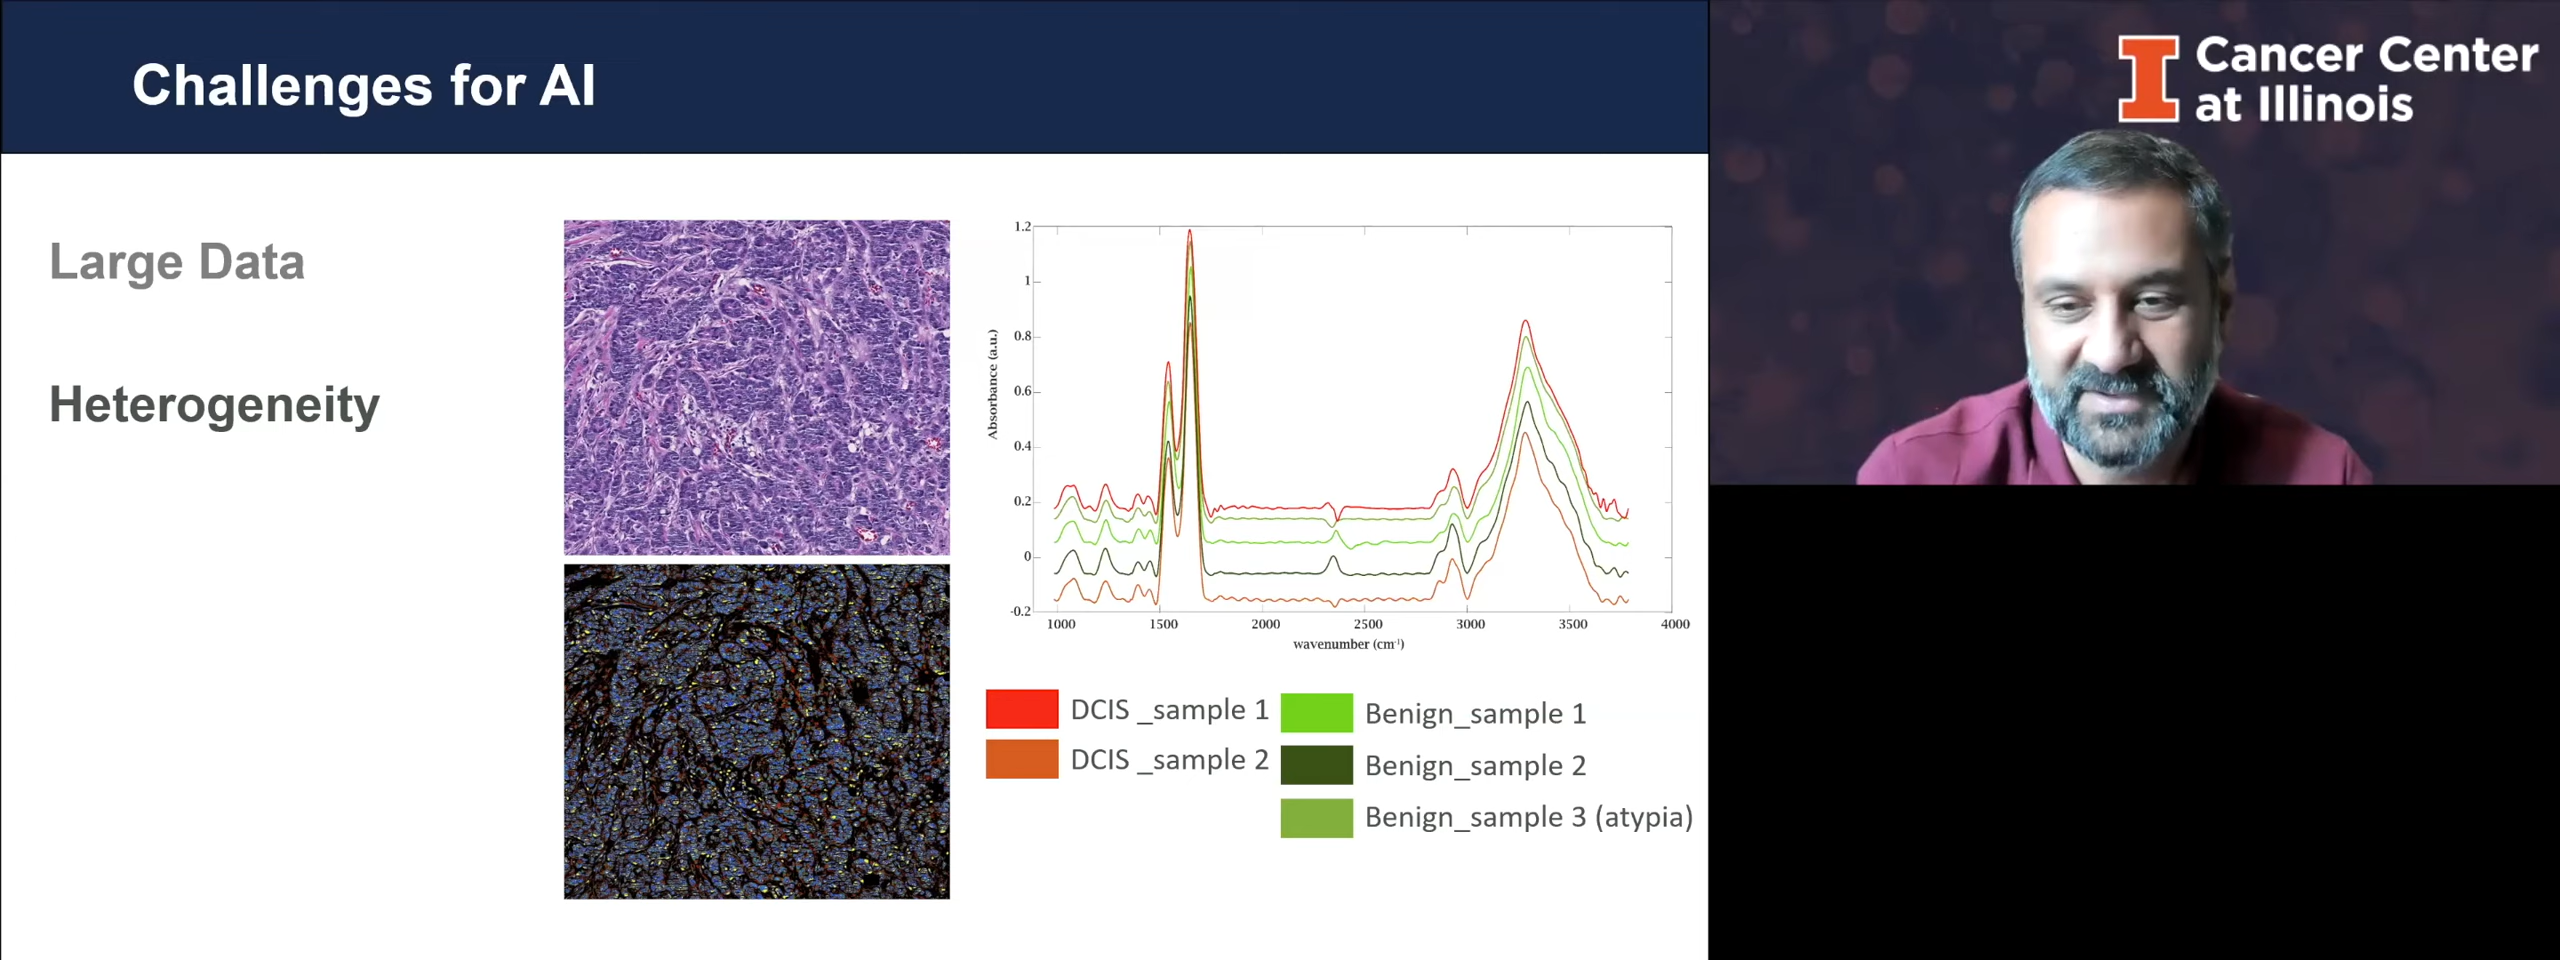 Challenges for AI
Cancer Center
at Illinois
Large Data
Heterogeneity
1.2
1
0.8
0.6
0.4
0.2
0
-0.2
Absorbance (a.u.)
1000 1500 2000 2500 3000 3500 4000
wavenumber (cm⁻¹)
DCIS _sample 1
DCIS _sample 2
Benign_sample 1
Benign_sample 2
Benign_sample 3 (atypia)